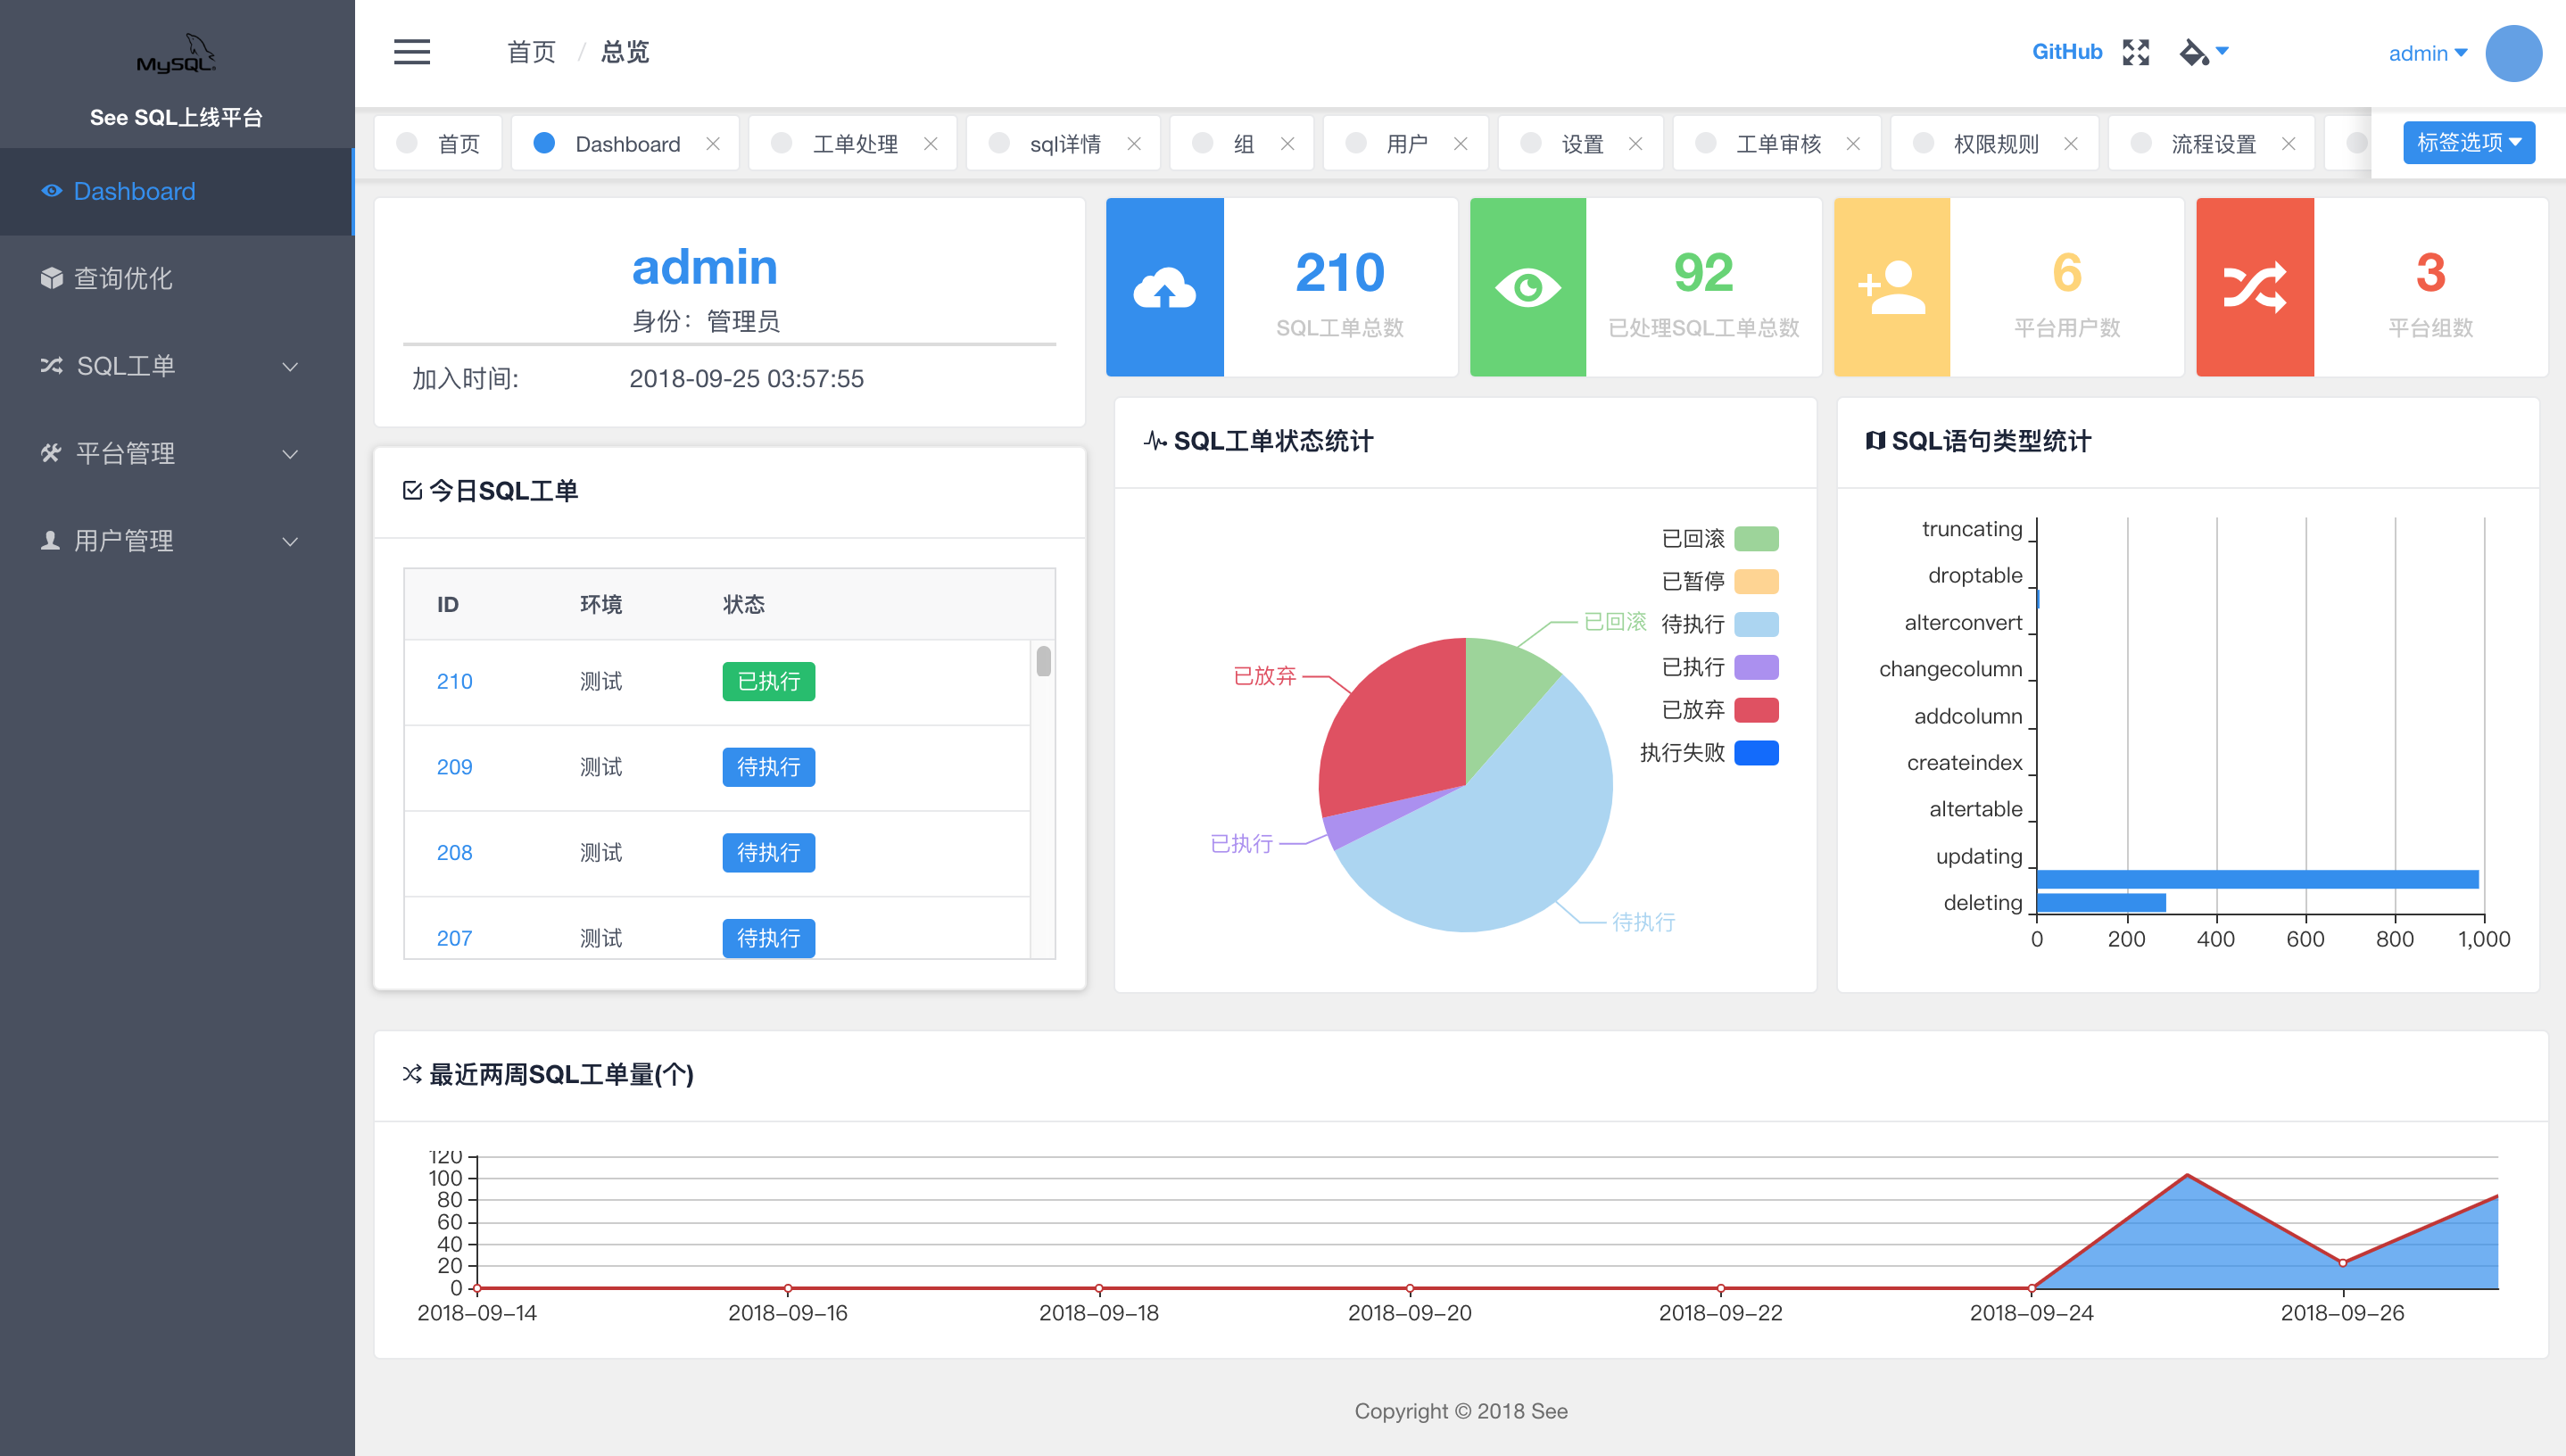 MySQL
See SQL上线平台
Dashboard
查询优化
SQL工单
平台管理
用户管理
首页 / 总览
GitHub
admin
首页
Dashboard
工单处理
sql详情
组
用户
设置
工单审核
权限规则
流程设置
标签选项
admin
身份：管理员
加入时间: 2018-09-25 03:57:55
210
SQL工单总数
92
已处理SQL工单总数
6
平台用户数
3
平台组数
今日SQL工单
ID 环境 状态
210 测试 已执行
209 测试 待执行
208 测试 待执行
207 测试 待执行
SQL工单状态统计
已回滚
已暂停
待执行
已执行
已放弃
执行失败
已回滚
已放弃
已执行
待执行
SQL语句类型统计
truncating
droptable
alterconvert
changecolumn
addcolumn
createindex
altertable
updating
deleting
0 200 400 600 800 1,000
最近两周SQL工单量(个)
120
100
80
60
40
20
0
2018-09-14 2018-09-16 2018-09-18 2018-09-20 2018-09-22 2018-09-24 2018-09-26
Copyright © 2018 See